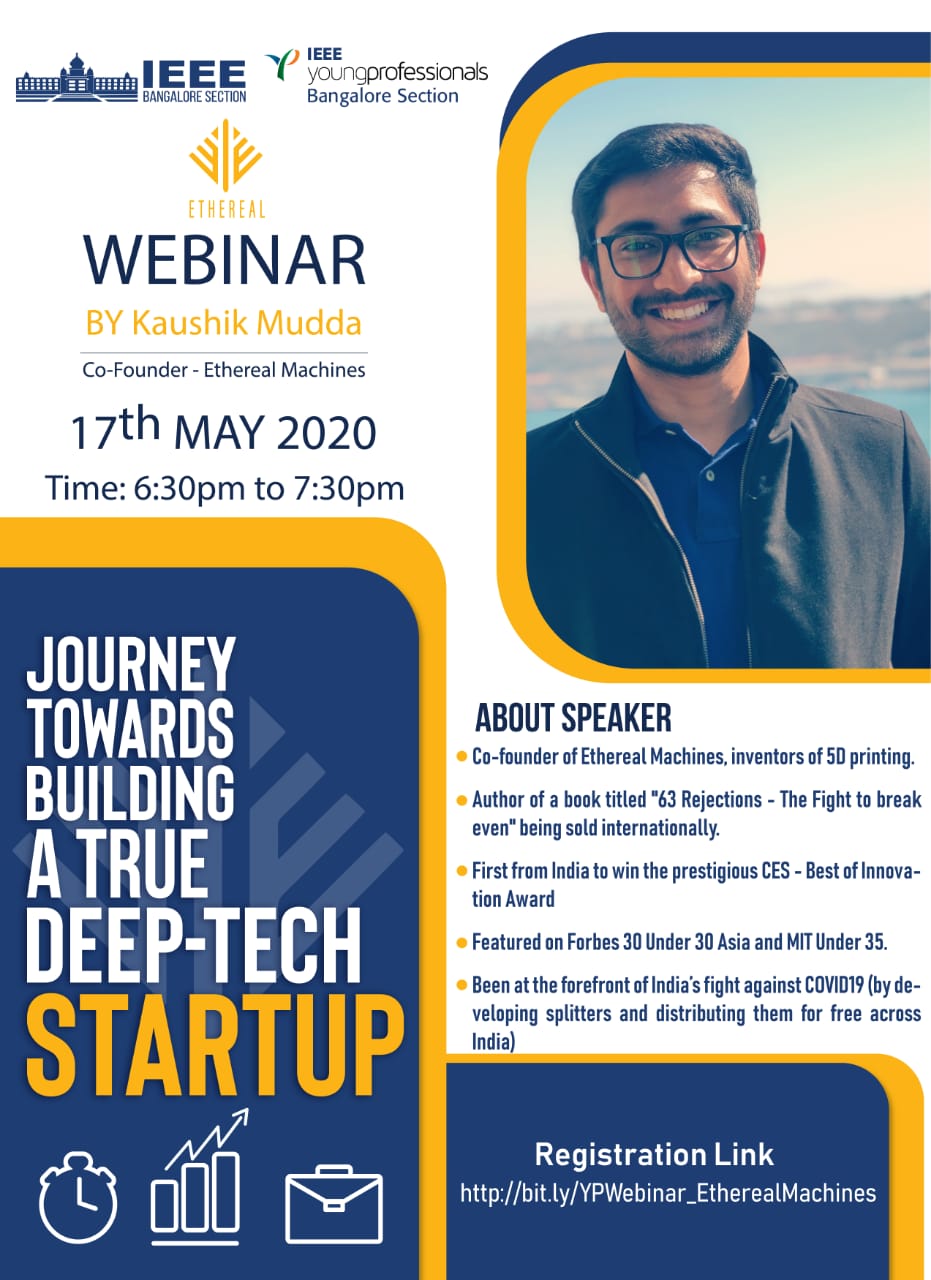 IEEE
BANGALORE SECTION
IEEE
youngprofessionals
Bangalore Section
ETHEREAL
WEBINAR
BY Kaushik Mudda
Co-Founder - Ethereal Machines
17th MAY 2020
Time: 6:30pm to 7:30pm
JOURNEY
TOWARDS
BUILDING
A TRUE
DEEP-TECH
STARTUP
ABOUT SPEAKER
Co-founder of Ethereal Machines, inventors of 5D printing.
Author of a book titled "63 Rejections - The Fight to break
even" being sold internationally.
First from India to win the prestigious CES - Best of Innova-
tion Award
Featured on Forbes 30 Under 30 Asia and MIT Under 35.
Been at the forefront of India's fight against COVID19 (by de-
veloping splitters and distributing them for free across
India)
Registration Link
http://bit.ly/YPWebinar_EtherealMachines